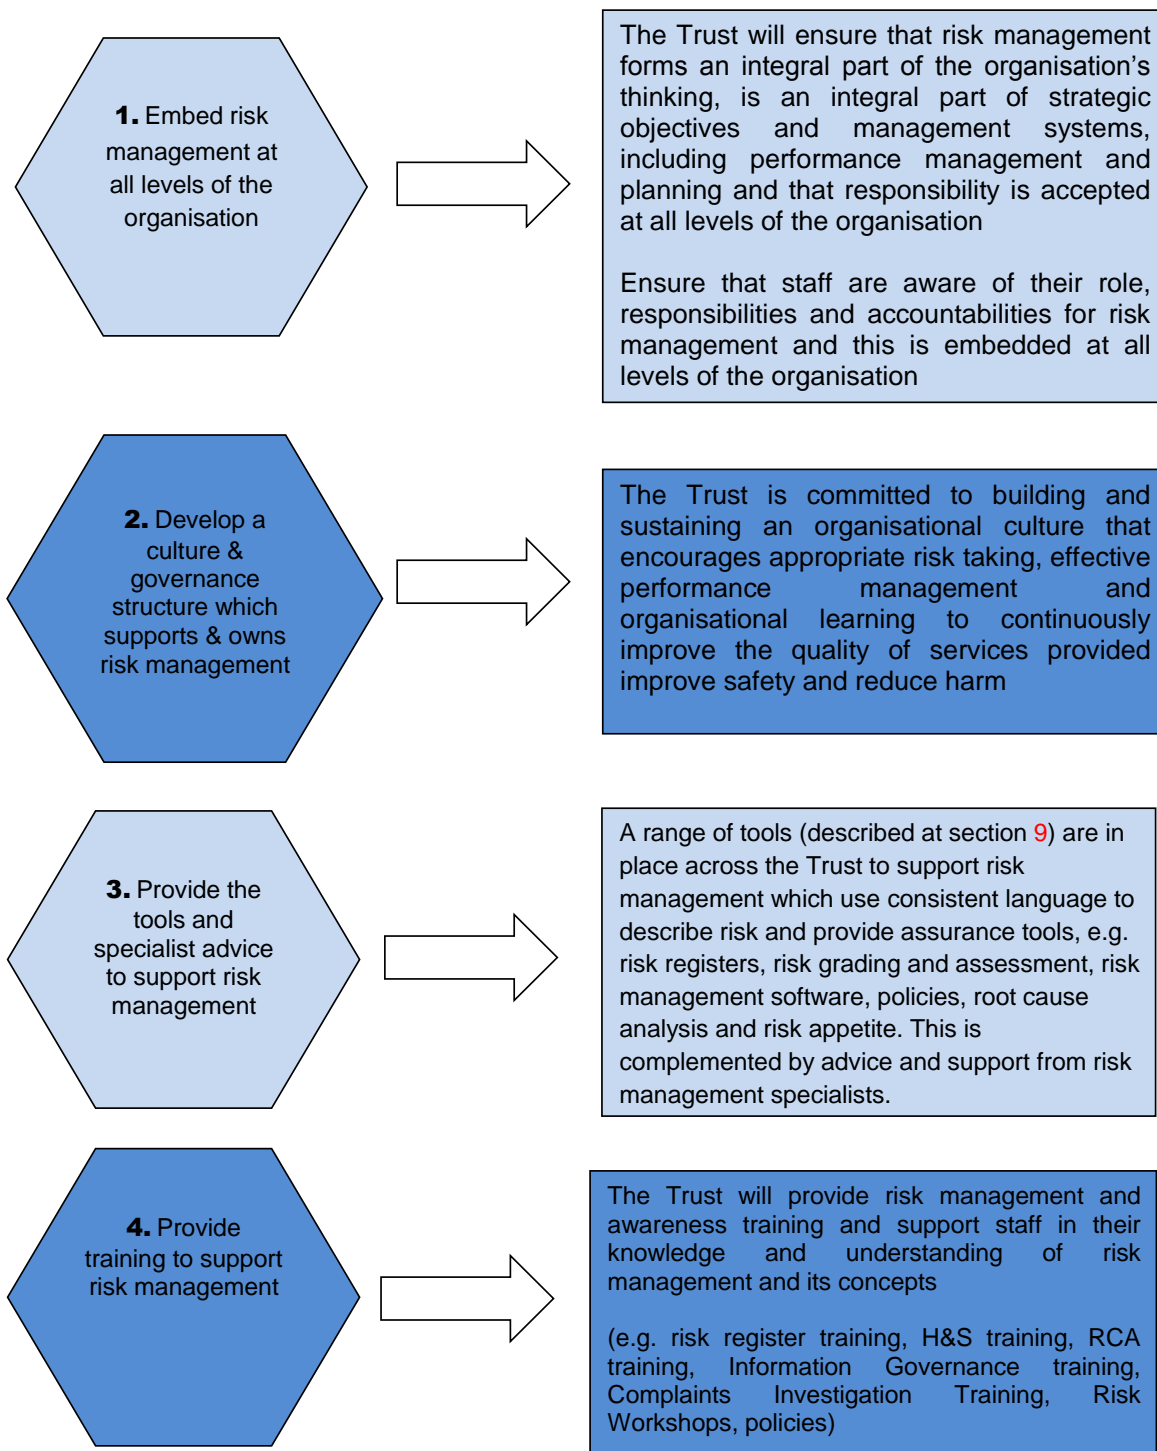 1. Embed risk
management at
all levels of the
organisation
The Trust will ensure that risk management
forms an integral part of the organisation's
thinking, is an integral part of strategic
objectives and management systems,
including performance management and
planning and that responsibility is accepted
at all levels of the organisation
Ensure that staff are aware of their role,
responsibilities and accountabilities for risk
management and this is embedded at all
levels of the organisation
2. Develop a
culture &
governance
structure which
supports & owns
risk management
The Trust is committed to building and
sustaining an organisational culture that
encourages appropriate risk taking, effective
performance management and
organisational learning to continuously
improve the quality of services provided
improve safety and reduce harm
3. Provide the
tools and
specialist advice
to support risk
management
A range of tools (described at section 9) are in
place across the Trust to support risk
management which use consistent language to
describe risk and provide assurance tools, e.g.
risk registers, risk grading and assessment, risk
management software, policies, root cause
analysis and risk appetite. This is
complemented by advice and support from risk
management specialists.
4. Provide
training to support
risk management
The Trust will provide risk management and
awareness training and support staff in their
knowledge and understanding of risk
management and its concepts
(e.g. risk register training, H&S training, RCA
training, Information Governance training,
Complaints Investigation Training, Risk
Workshops, policies)